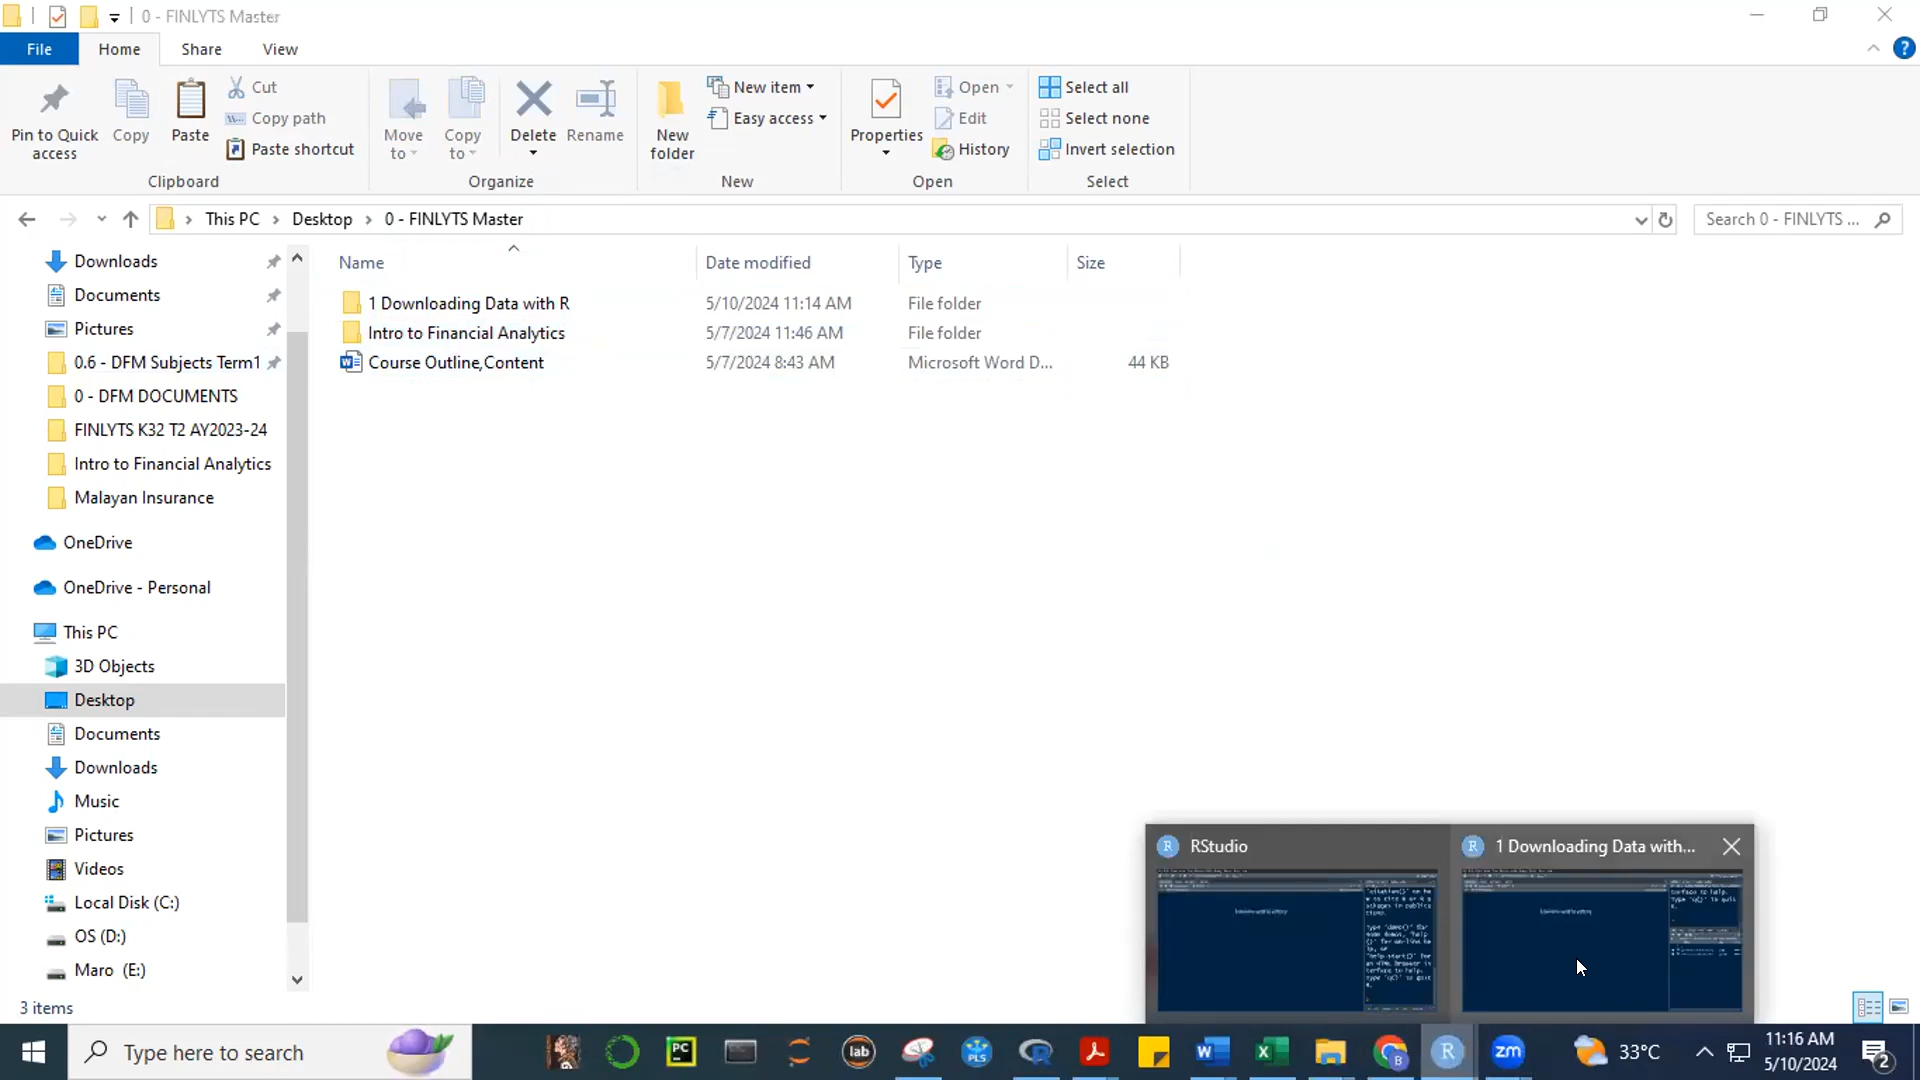 0 - FINLYTS Master
File
Home
Share
View
Pin to Quick access
Copy
Paste
Cut
Copy path
Paste shortcut
Clipboard
Move to
Copy to
Delete
Rename
Organize
New folder
New item
Easy access
New
Properties
Open
Edit
History
Open
Select all
Select none
Invert selection
Select
This PC > Desktop > 0 - FINLYTS Master
Search 0 - FINLYTS ...
Downloads
Documents
Pictures
0.6 - DFM Subjects Term1
0 - DFM DOCUMENTS
FINLYTS K32 T2 AY2023-24
Intro to Financial Analytics
Malayan Insurance
OneDrive
OneDrive - Personal
This PC
3D Objects
Desktop
Documents
Downloads
Music
Pictures
Videos
Local Disk (C:)
OS (D:)
Maro (E:)
Name Date modified Type Size
1 Downloading Data with R 5/10/2024 11:14 AM File folder
Intro to Financial Analytics 5/7/2024 11:46 AM File folder
Course Outline,Content 5/7/2024 8:43 AM Microsoft Word D... 44 KB
RStudio
1 Downloading Data with...
3 items
Type here to search
PC
lab
PLS
zm
33°C
11:16 AM
5/10/2024
2